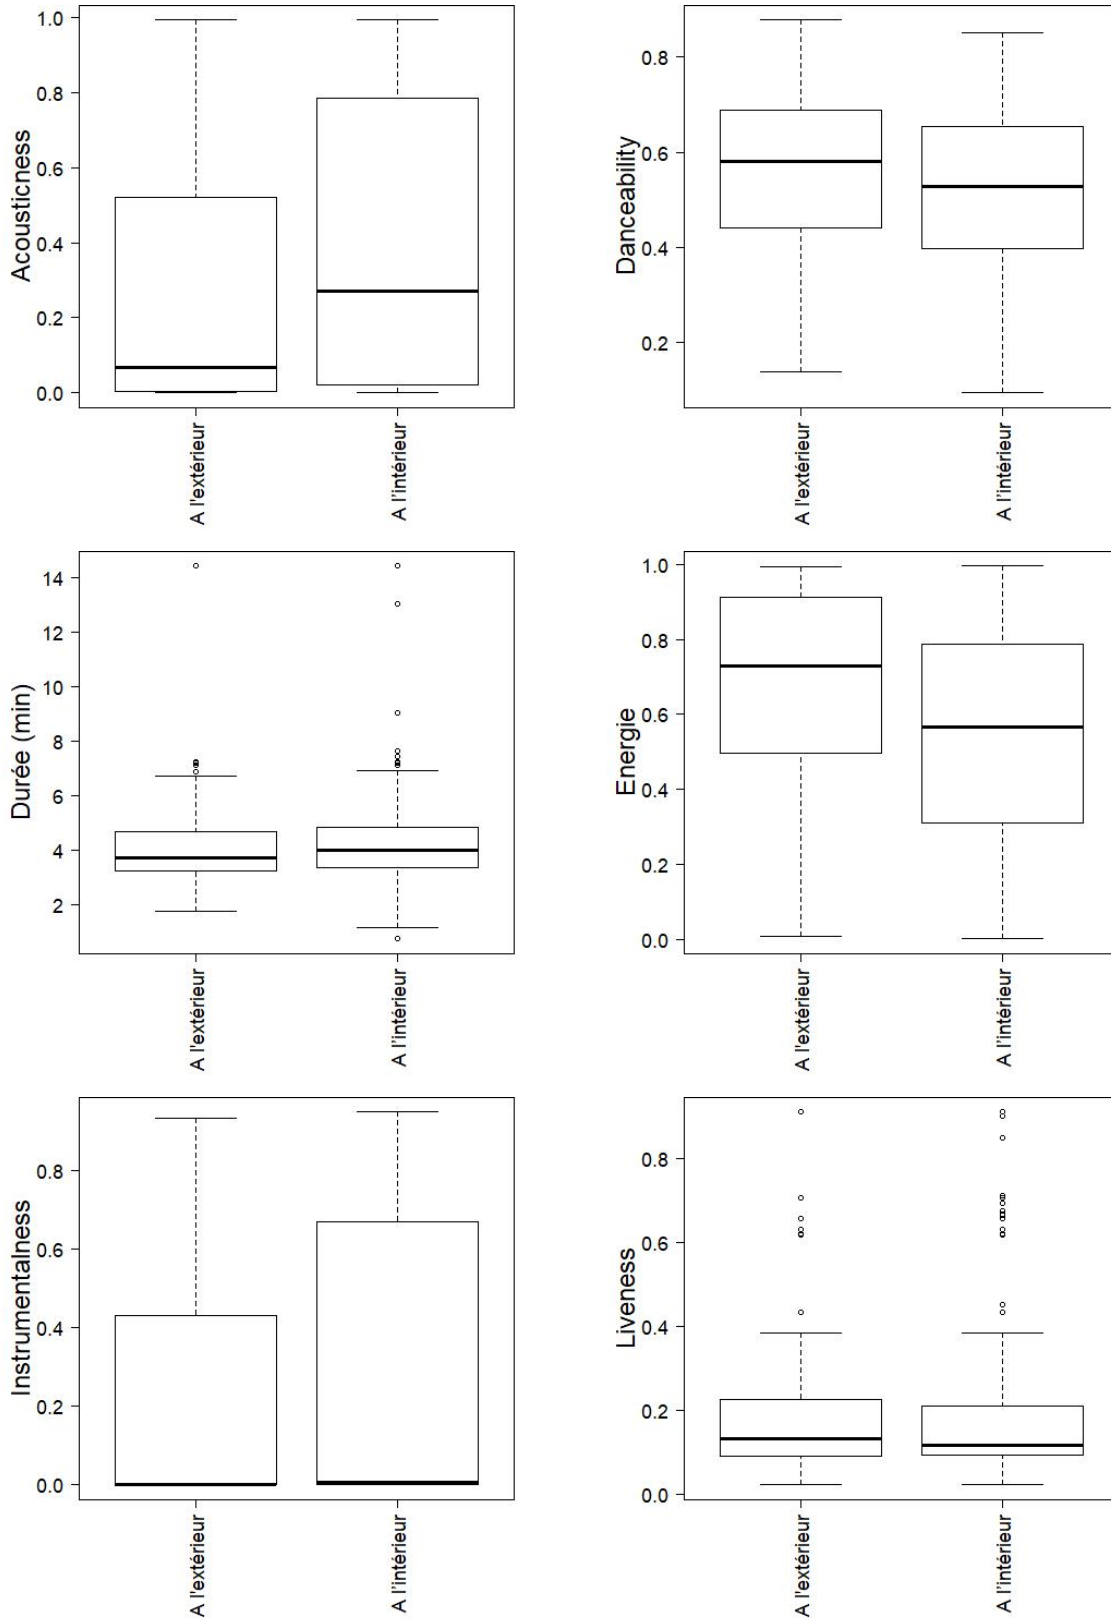 Acousticness
1.0
0.8
0.6
0.4
0.2
0.0
A l'extérieur
A l'intérieur
Danceability
0.8
0.6
0.4
0.2
A l'extérieur
A l'intérieur
Durée (min)
14
12
10
8
6
4
2
A l'extérieur
A l'intérieur
Energie
1.0
0.8
0.6
0.4
0.2
0.0
A l'extérieur
A l'intérieur
Instrumentalness
0.8
0.6
0.4
0.2
0.0
A l'extérieur
A l'intérieur
Liveness
0.8
0.6
0.4
0.2
0.0
A l'extérieur
A l'intérieur